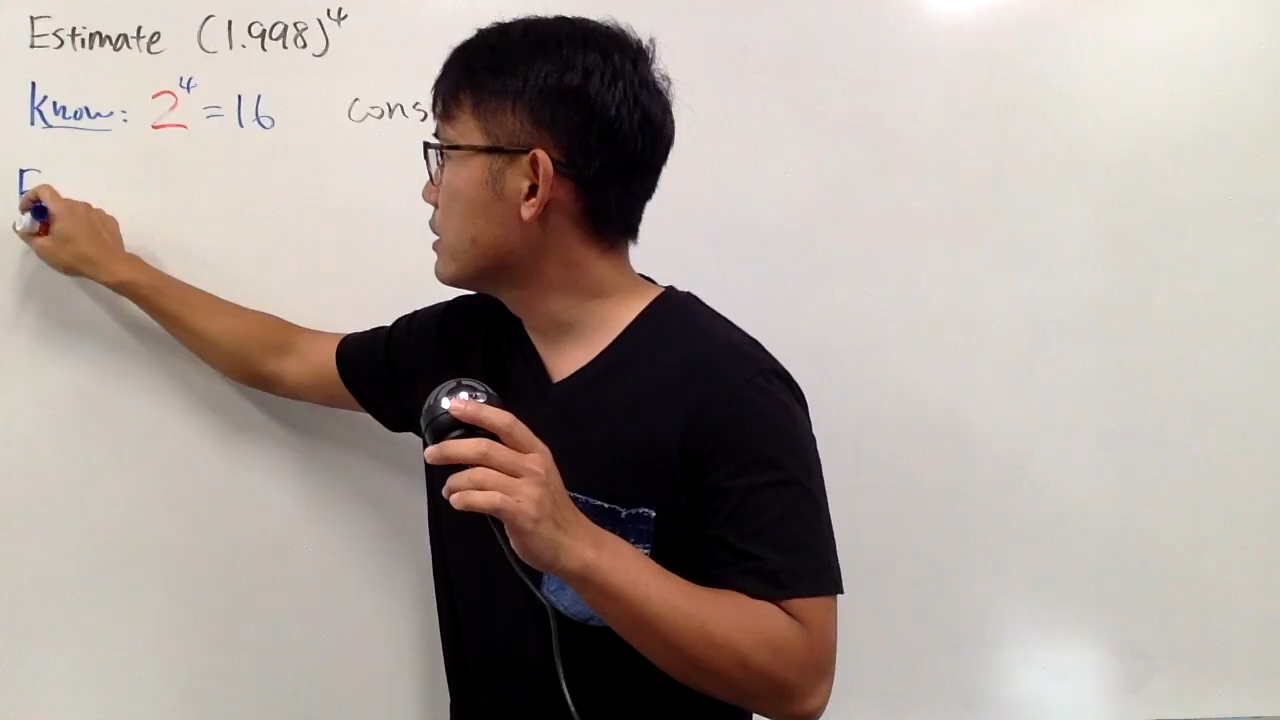 Estimate (1.998)⁴
Know: 2⁴ = 16 cons